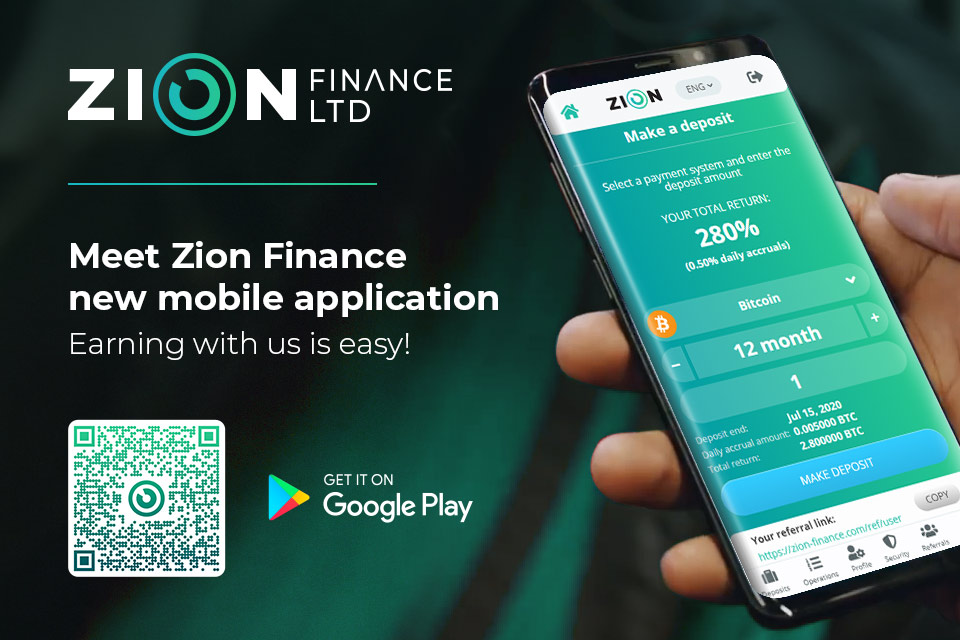 ZION FINANCE
LTD
Meet Zion Finance
new mobile application
Earning with us is easy!
GET IT ON
Google Play
ZION
ENG
Make a deposit
Select a payment system and enter the
deposit amount
YOUR TOTAL RETURN:
280%
(0.50% daily accruals)
Bitcoin
- 12 month +
1
Deposit end: Jul 15, 2020
Daily accrual amount: 0.005000 BTC
Total return: 2.800000 BTC
MAKE DEPOSIT
Your referral link:
https://zion-finance.com/ref/user
COPY
Deposits
Operations
Profile
Security
Referrals